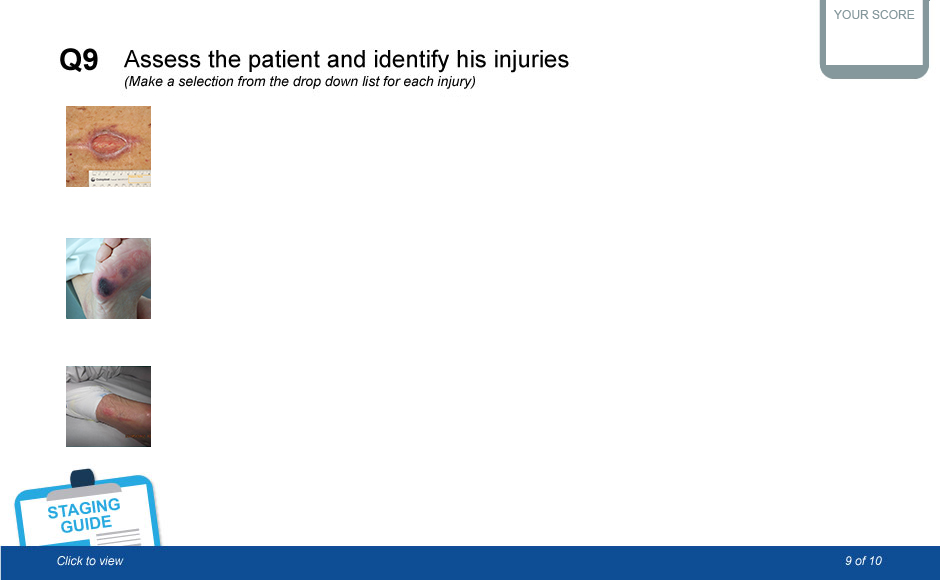 YOUR SCORE
Q9 Assess the patient and identify his injuries
(Make a selection from the drop down list for each injury)
STAGING
GUIDE
Click to view
9 of 10